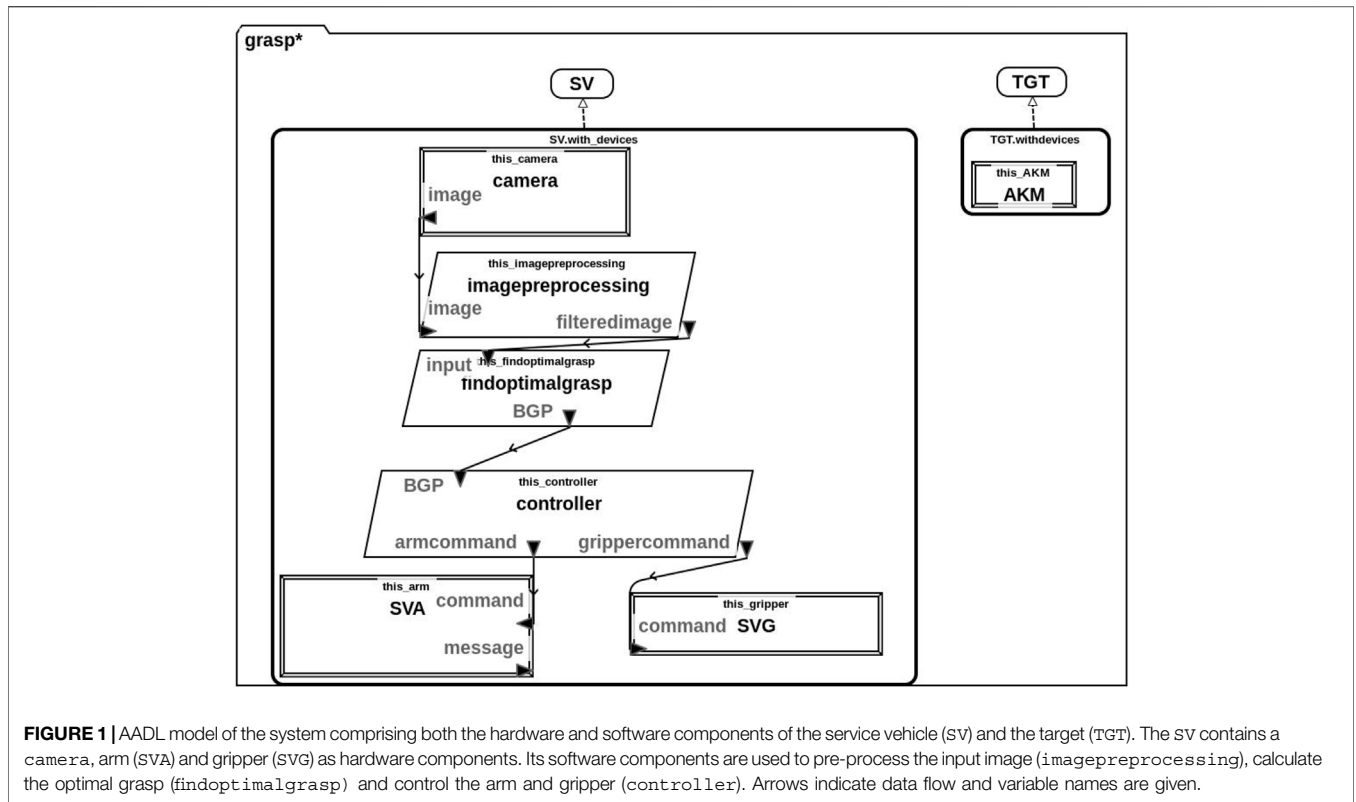 grasp*
SV
TGT
SV.with_devices
TGT.withdevices
this_camera
camera
image
this_AKM
AKM
this_imagepreprocessing
imagepreprocessing
image
filteredimage
input
this_findoptimalgrasp
findoptimalgrasp
BGP
BGP
this_controller
controller
armcommand
grippercommand
this_arm
SVA
command
message
this_gripper
command
SVG
FIGURE 1 | AADL model of the system comprising both the hardware and software components of the service vehicle (SV) and the target (TGT). The SV contains a
camera, arm (SVA) and gripper (SVG) as hardware components. Its software components are used to pre-process the input image (imagepreprocessing), calculate
the optimal grasp (findoptimalgrasp) and control the arm and gripper (controller). Arrows indicate data flow and variable names are given.